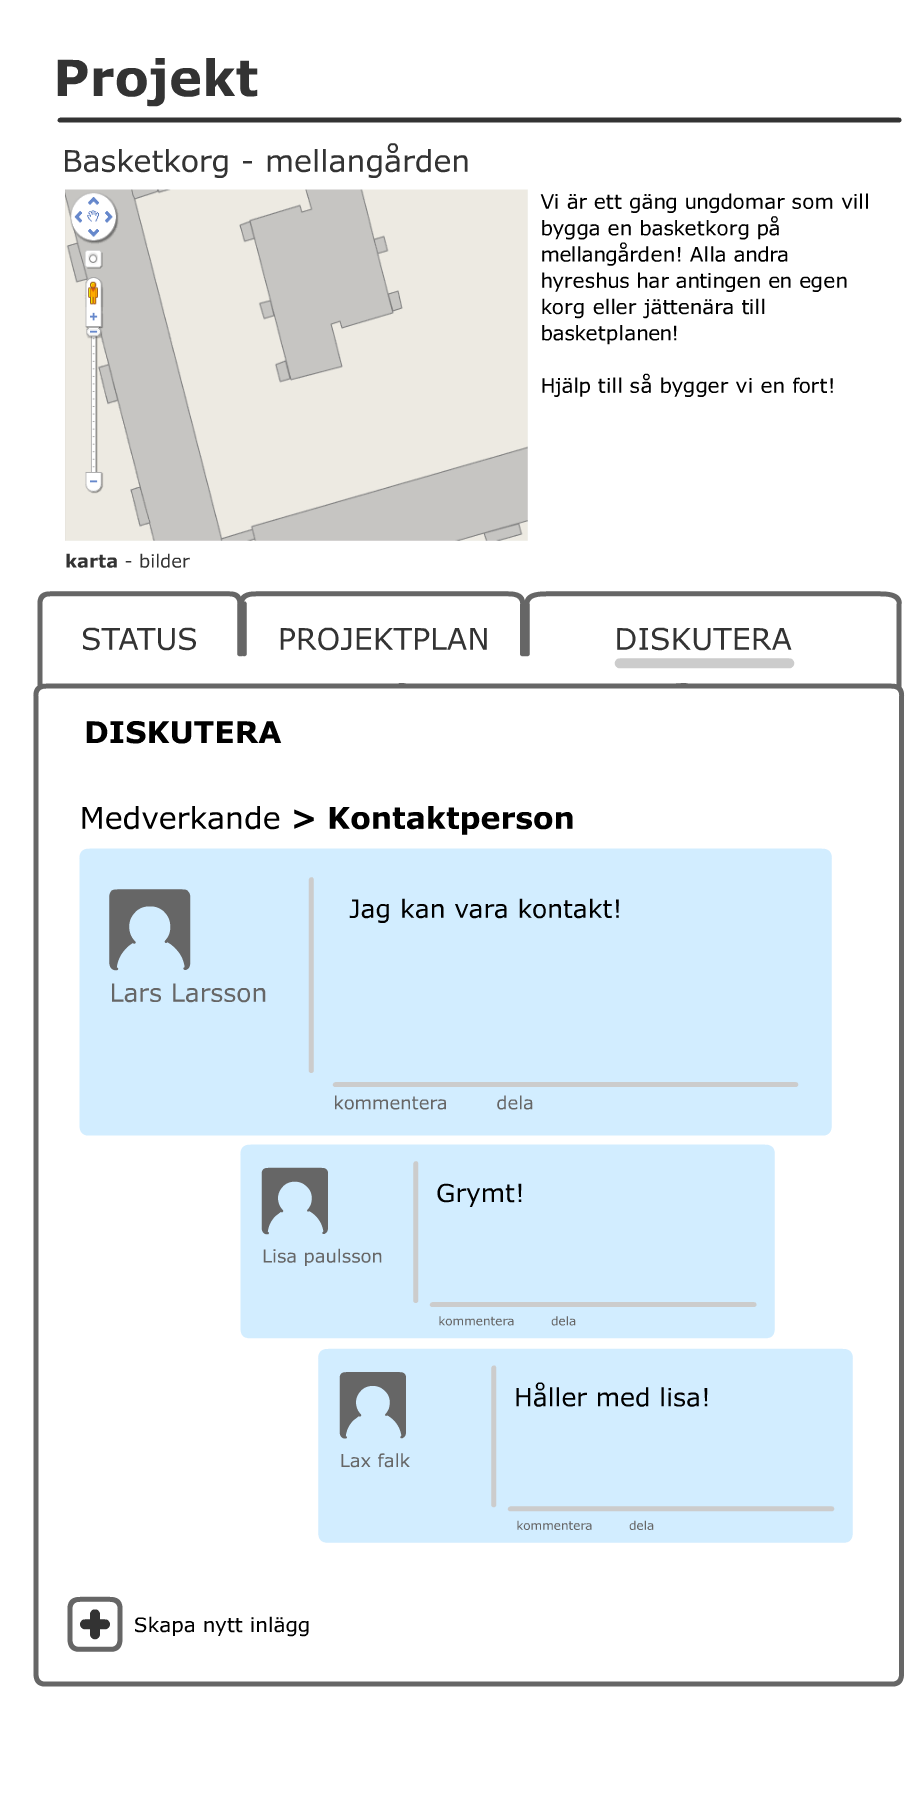 Projekt
Basketkorg - mellangården
Vi är ett gäng ungdomar som vill
bygga en basketkorg på
mellangården! Alla andra
hyreshus har antingen en egen
korg eller jättenära till
basketplanen!
Hjälp till så bygger vi en fort!
karta - bilder
STATUS
PROJEKTPLAN
DISKUTERA
DISKUTERA
Medverkande > Kontaktperson
Jag kan vara kontakt!
Lars Larsson
kommentera dela
Grymt!
Lisa paulsson
kommentera dela
Håller med lisa!
Lax falk
kommentera dela
Skapa nytt inlägg